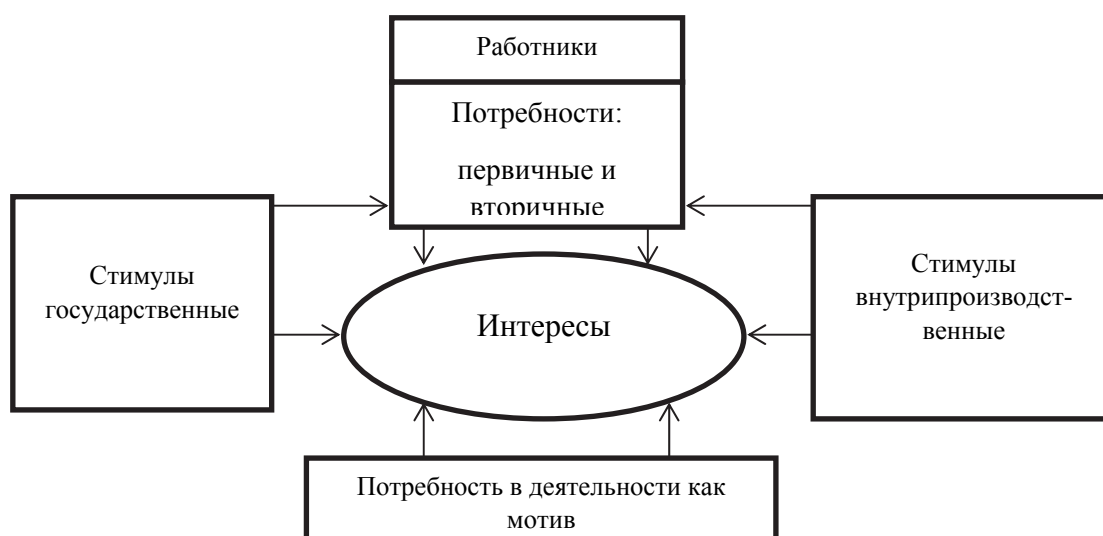 Работники
Потребности:
первичные и
вторичные
Стимулы
государственные
Интересы
Стимулы
внутрипроизводст-
венные
Потребность в деятельности как
мотив